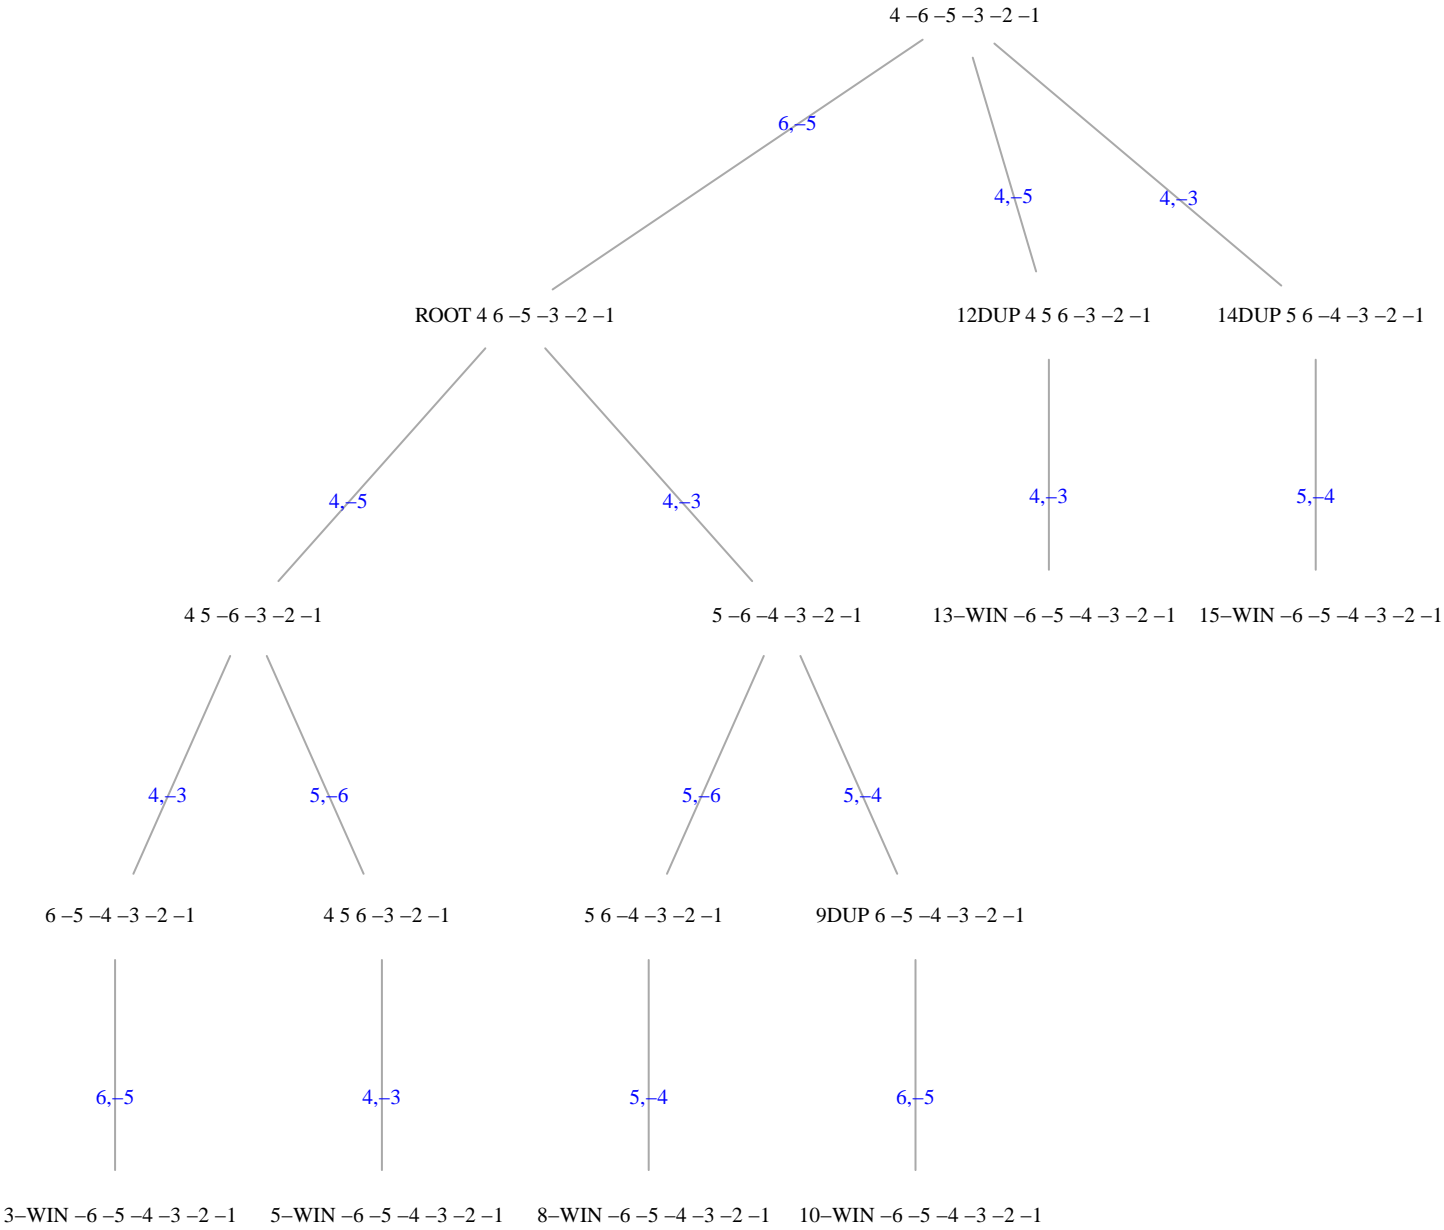 4 –6 –5 –3 –2 –1
6,–5
4,–5
4,–3
ROOT 4 6 –5 –3 –2 –1
12DUP 4 5 6 –3 –2 –1
14DUP 5 6 –4 –3 –2 –1
4,–5
4,–3
4,–3
5,–4
4 5 –6 –3 –2 –1
5 –6 –4 –3 –2 –1
13–WIN –6 –5 –4 –3 –2 –1
15–WIN –6 –5 –4 –3 –2 –1
4,–3
5,–6
5,–6
5,–4
6 –5 –4 –3 –2 –1
4 5 6 –3 –2 –1
5 6 –4 –3 –2 –1
9DUP 6 –5 –4 –3 –2 –1
6,–5
4,–3
5,–4
6,–5
3–WIN –6 –5 –4 –3 –2 –1
5–WIN –6 –5 –4 –3 –2 –1
8–WIN –6 –5 –4 –3 –2 –1
10–WIN –6 –5 –4 –3 –2 –1